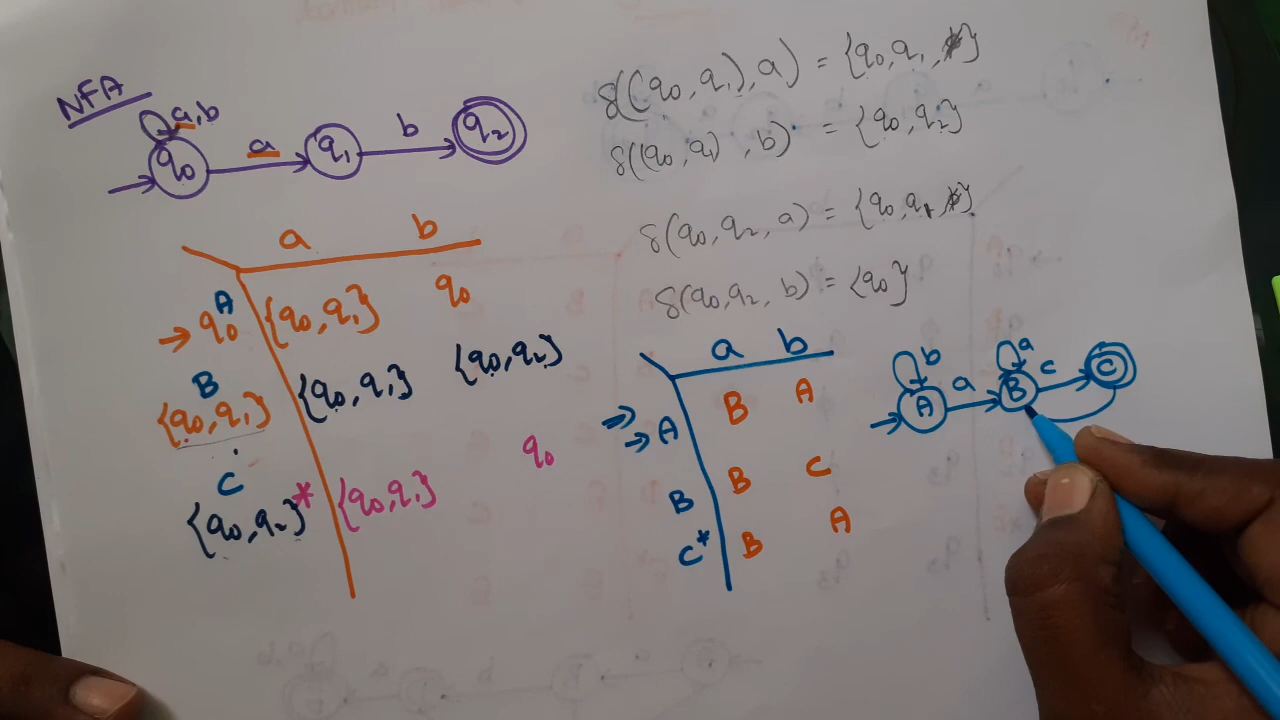 NFA
a,b
q0 a q1 b q2
a b
→ q0 A {q0,q1} q0
B
{q0,q1} {q0,q1} {q0,q2}
C
{q0,q2}* {q0,q1} q0
δ((q0,q1),a) = {q0,q1,}
δ((q0,q1),b) = {q0,q2}
δ(q0,q2,a) = {q0,q1,}
δ(q0,q2,b) = {q0}
a b
→ A B A
B B C
C* B A
b a
A a B c C